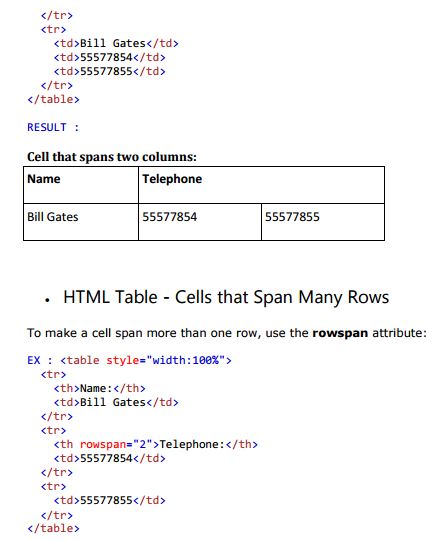 </tr>
<tr>
<td>Bill Gates</td>
<td>55577854</td>
<td>55577855</td>
</tr>
</table>
RESULT :
Cell that spans two columns:
Name Telephone
Bill Gates 55577854 55577855
• HTML Table - Cells that Span Many Rows
To make a cell span more than one row, use the rowspan attribute:
EX : <table style="width:100%">
<tr>
<th>Name:</th>
<td>Bill Gates</td>
</tr>
<tr>
<th rowspan="2">Telephone:</th>
<td>55577854</td>
</tr>
<tr>
<td>55577855</td>
</tr>
</table>